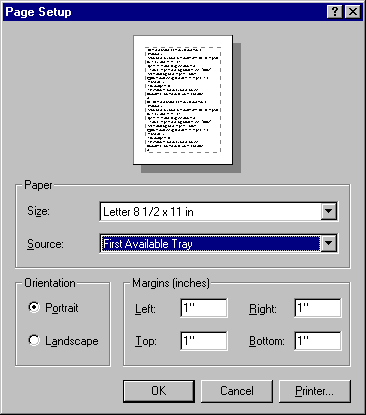 Page Setup
Paper
Size: Letter 8 1/2 x 11 in
Source: First Available Tray
Orientation
Portrait
Landscape
Margins (inches)
Left: 1" Right: 1"
Top: 1" Bottom: 1"
OK Cancel Printer...